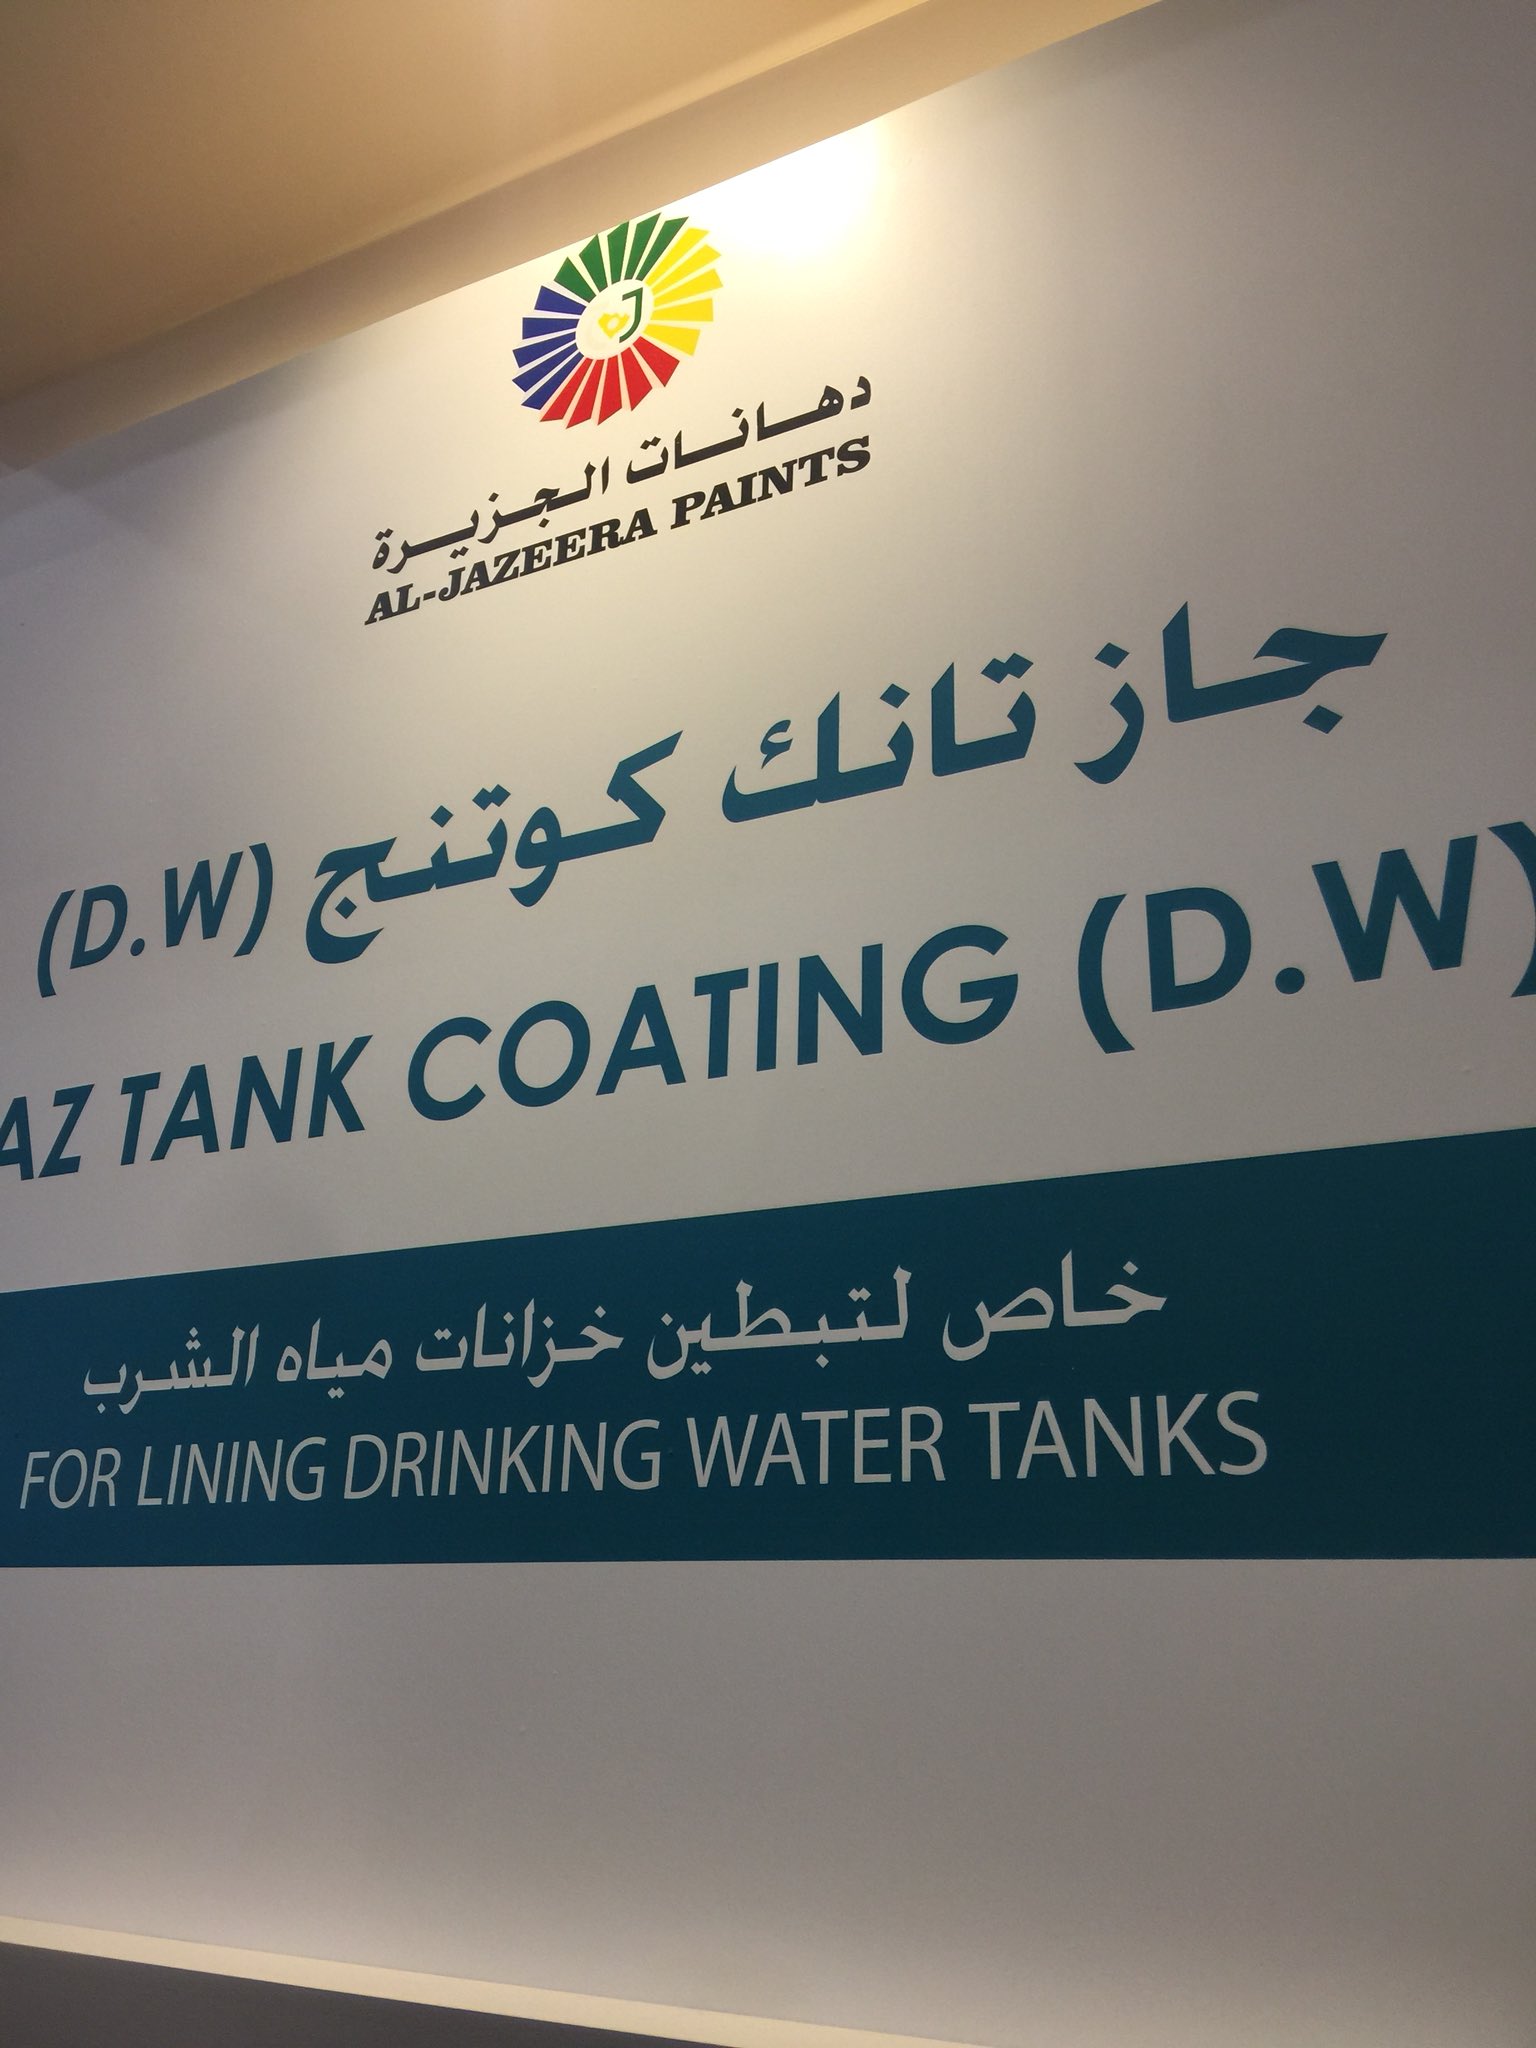 دهانات الجزيرة
AL-JAZEERA PAINTS
جاز تانك كوتنج (D.W)
AZ TANK COATING (D.W)
خاص لتبطين خزانات مياه الشرب
FOR LINING DRINKING WATER TANKS